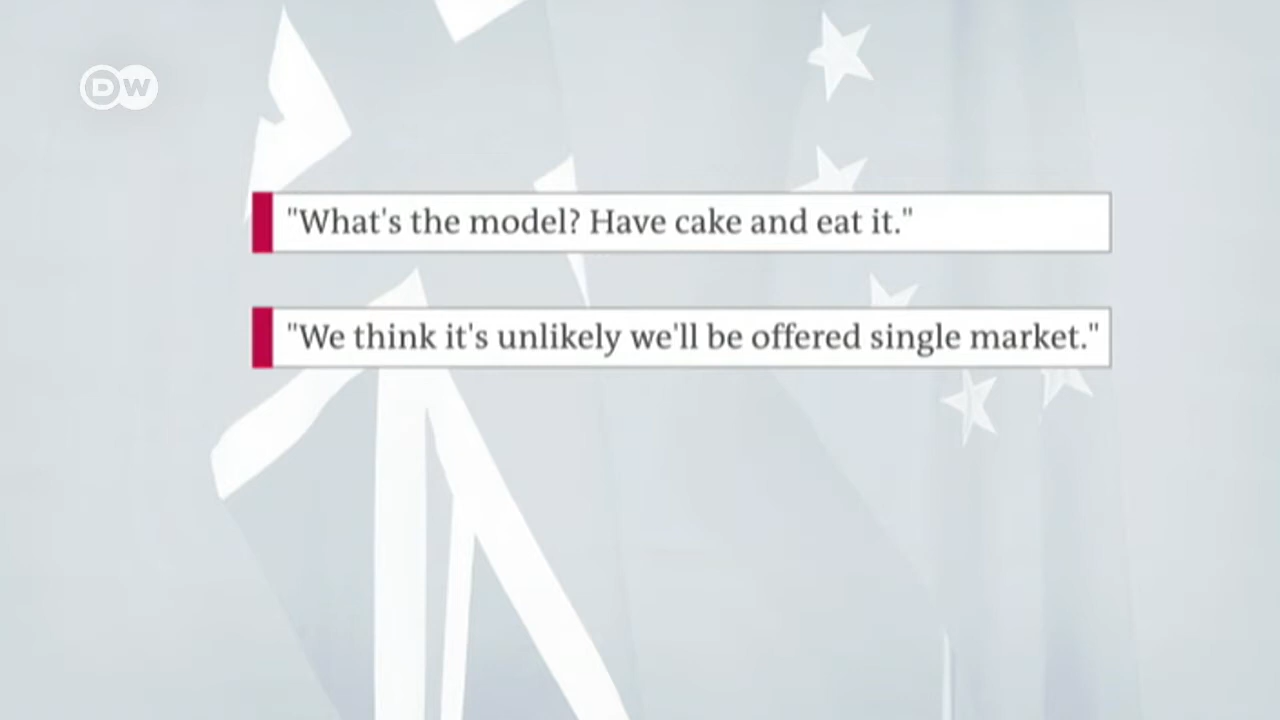 DW
"What's the model? Have cake and eat it."
"We think it's unlikely we'll be offered single market."